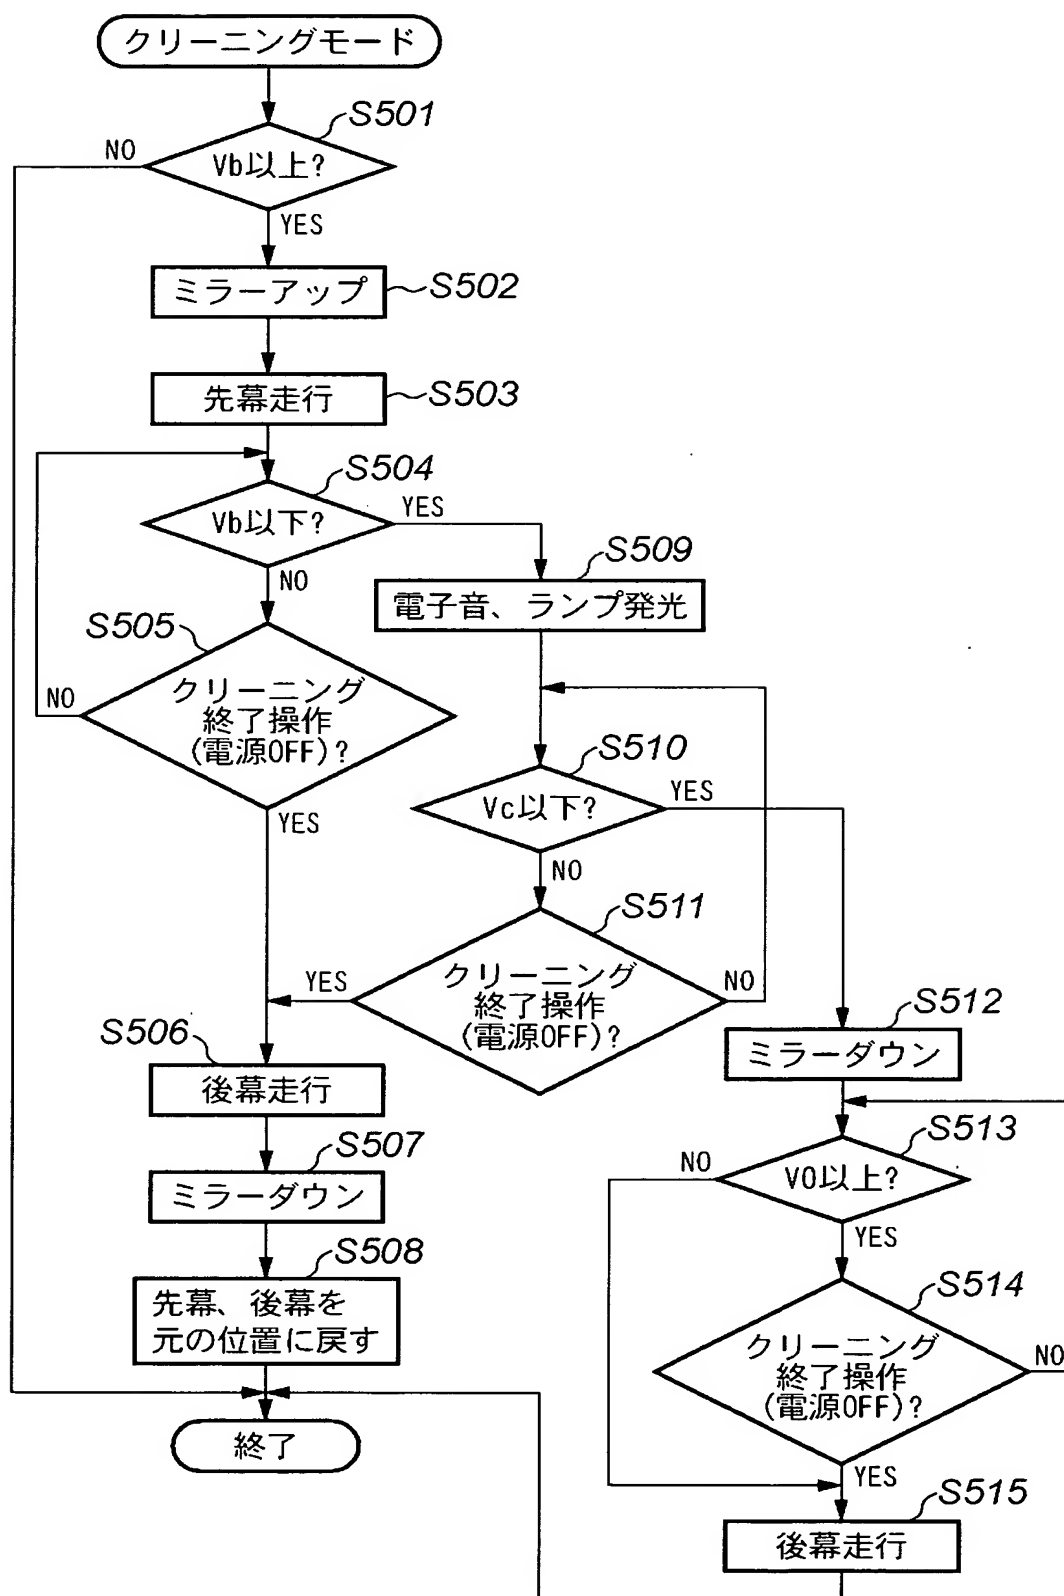 クリーニングモード
S501
NO
Vb以上?
YES
ミラーアップ
S502
先幕走行
S503
S504
Vb以下?
YES
NO
S509
電子音、ランプ発光
S505
NO
クリーニング
終了操作
(電源OFF)?
YES
S510
Vc以下?
YES
NO
S511
クリーニング
終了操作
(電源OFF)?
YES
NO
S512
ミラーダウン
S506
後幕走行
S513
NO
V0以上?
YES
S507
ミラーダウン
S508
先幕、後幕を
元の位置に戻す
S514
クリーニング
終了操作
(電源OFF)?
NO
YES
終了
S515
後幕走行